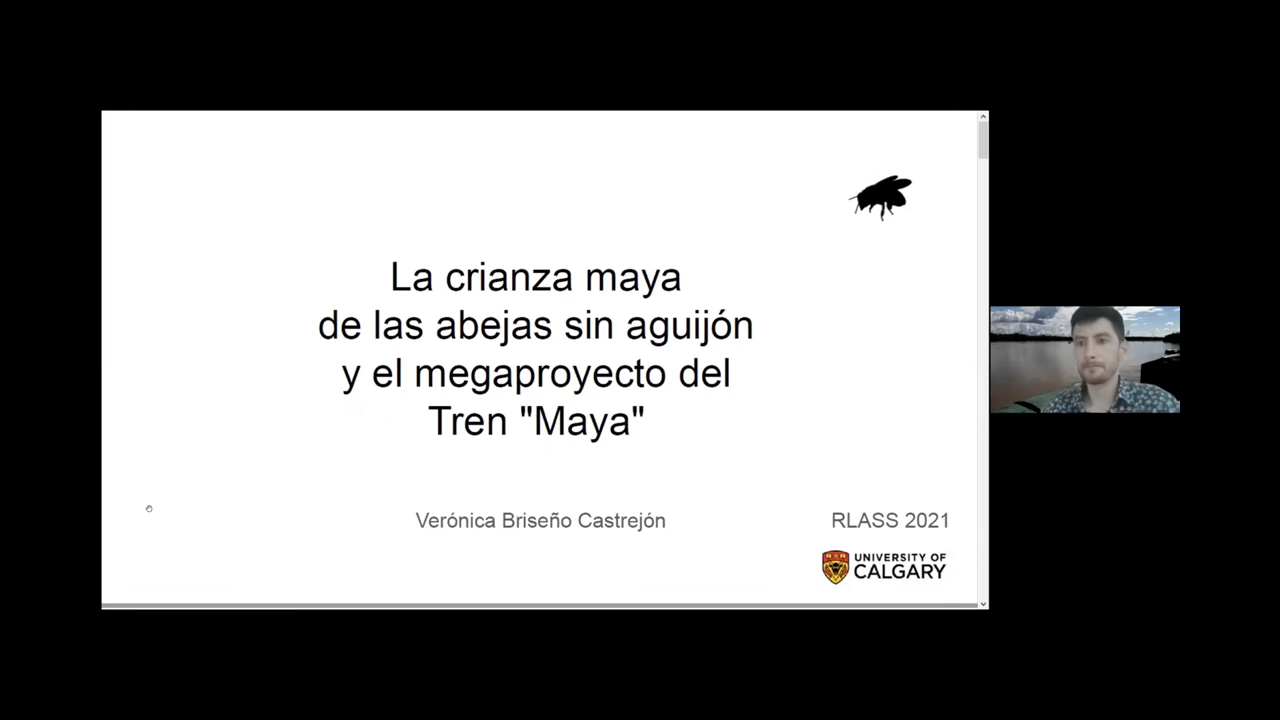 La crianza maya
de las abejas sin aguijón
y el megaproyecto del
Tren "Maya"
Verónica Briseño Castrejón
RLASS 2021
UNIVERSITY OF
CALGARY